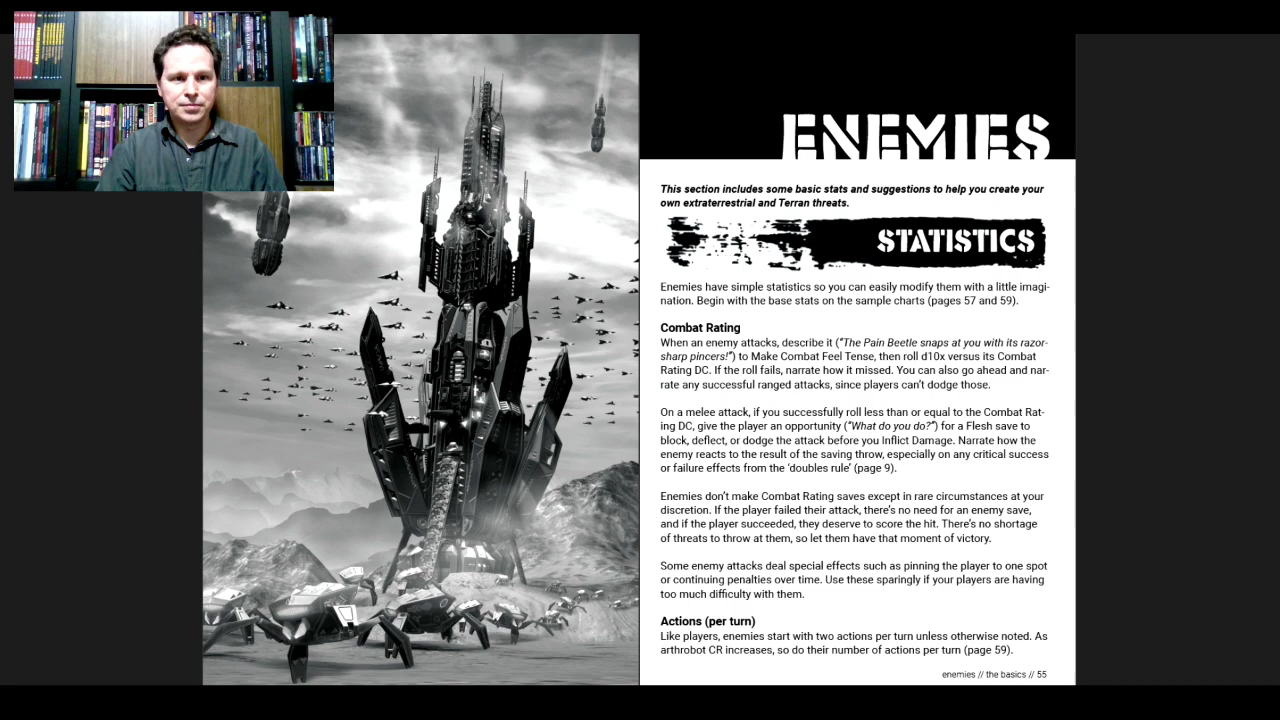 ENEMIES
This section includes some basic stats and suggestions to help you create your
own extraterrestrial and Terran threats.
STATISTICS
Enemies have simple statistics so you can easily modify them with a little imagi-
nation. Begin with the base stats on the sample charts (pages 57 and 59).
Combat Rating
When an enemy attacks, describe it (“The Pain Beetle snaps at you with its razor-
sharp pincers!”) to Make Combat Feel Tense, then roll d10x versus its Combat
Rating DC. If the roll fails, narrate how it missed. You can also go ahead and nar-
rate any successful ranged attacks, since players can’t dodge those.
On a melee attack, if you successfully roll less than or equal to the Combat Rat-
ing DC, give the player an opportunity (“What do you do?”) for a Flesh save to
block, deflect, or dodge the attack before you Inflict Damage. Narrate how the
enemy reacts to the result of the saving throw, especially on any critical success
or failure effects from the ‘doubles rule’ (page 9).
Enemies don’t make Combat Rating saves except in rare circumstances at your
discretion. If the player failed their attack, there’s no need for an enemy save,
and if the player succeeded, they deserve to score the hit. There’s no shortage
of threats to throw at them, so let them have that moment of victory.
Some enemy attacks deal special effects such as pinning the player to one spot
or continuing penalties over time. Use these sparingly if your players are having
too much difficulty with them.
Actions (per turn)
Like players, enemies start with two actions per turn unless otherwise noted. As
arthrobot CR increases, so do their number of actions per turn (page 59).
enemies // the basics // 55